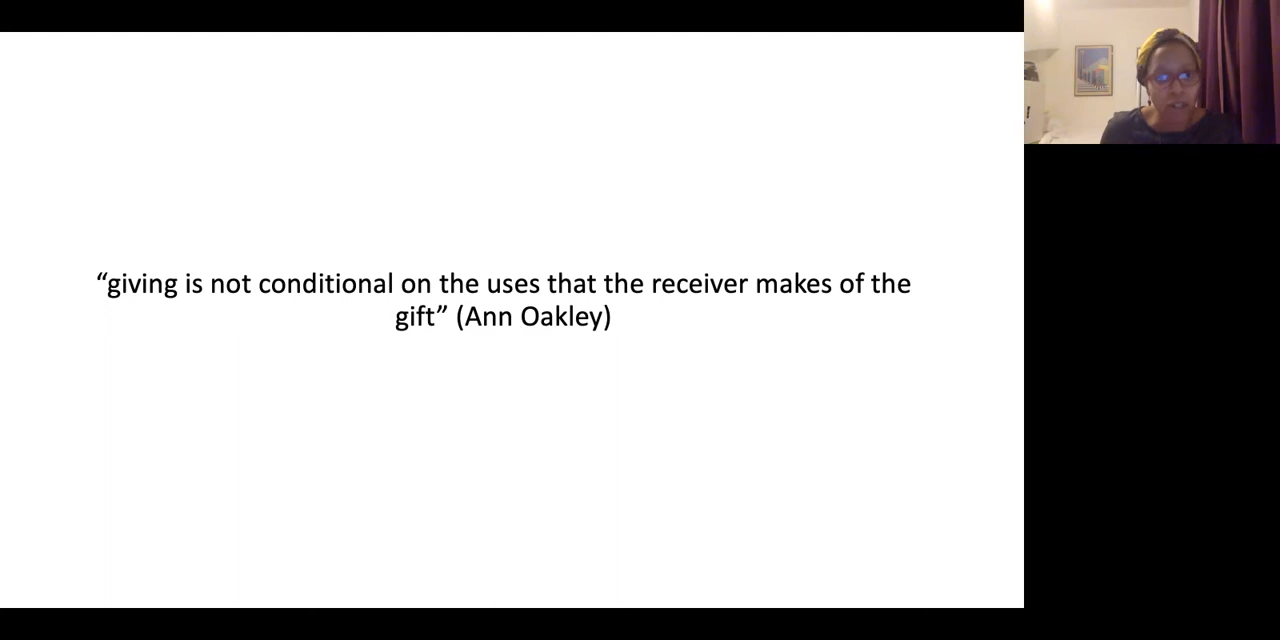 “giving is not conditional on the uses that the receiver makes of the
gift” (Ann Oakley)